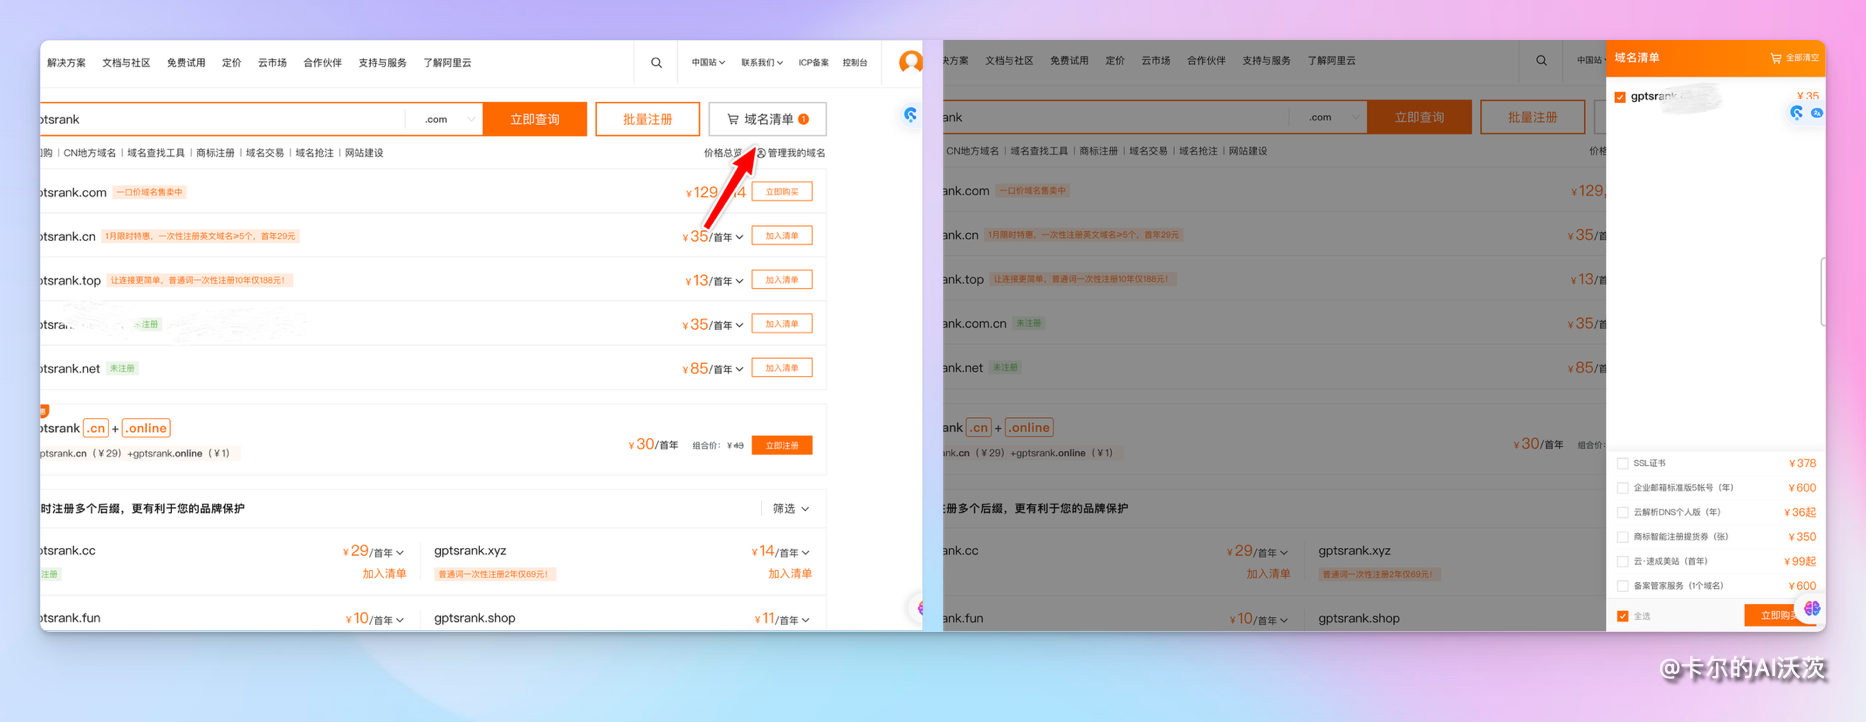 解决方案 文档与社区 免费试用 定价 云市场 合作伙伴 支持与服务 了解阿里云 中国站 联系我们 ICP备案 控制台
ptsrank .com 立即查询 批量注册 域名清单 1
CN地方域名 | 域名查找工具 | 商标注册 | 域名交易 | 域名抢注 | 网站建设 价格总览 管理我的域名
ptsrank.com 一口价域名售卖中 立即购买
ptsrank.cn 1月限时特惠,一次性注册英文域名≥5个,首年29元 ¥35/首年 加入清单
ptsrank.top 让连接更简单,普通词一次性注册10年仅188元! ¥13/首年 加入清单
¥35/首年 加入清单
ptsrank.net 未注册 ¥85/首年 加入清单
ptsrank .cn + .online
ptsrank.cn(¥29)+gptsrank.online(¥1) ¥30/首年 组合价: ¥43 立即注册
时注册多个后缀,更有利于您的品牌保护 筛选
ptsrank.cc ¥29/首年 gptsrank.xyz ¥14/首年
注册 加入清单 普通词一次性注册2年仅69元! 加入清单
ptsrank.fun ¥10/首年 gptsrank.shop ¥11/首年
决方案 文档与社区 免费试用 定价 云市场 合作伙伴 支持与服务 了解阿里云 中国站
ank .com 立即查询 批量注册
CN地方域名 | 域名查找工具 | 商标注册 | 域名交易 | 域名抢注 | 网站建设 价格
ank.com 一口价域名售卖中 ¥129,
ank.cn 1月限时特惠,一次性注册英文域名≥5个,首年29元 ¥35/首
ank.top 让连接更简单,普通词一次性注册10年仅188元! ¥13/首
ank.com.cn 未注册 ¥35/首
ank.net 未注册 ¥85/首
ank .cn + .online
ank.cn(¥29)+gptsrank.online(¥1) ¥30/首年 组合价:
注册多个后缀,更有利于您的品牌保护
ank.cc ¥29/首年 gptsrank.xyz
加入清单 普通词一次性注册2年仅69元!
ank.fun ¥10/首年 gptsrank.shop
域名清单 全部清空
gptsrank ¥35
SSL证书 ¥378
企业邮箱标准版5帐号(年) ¥600
云解析DNS个人版(年) ¥36起
商标智能注册提货券(张) ¥350
云·速成美站(首年) ¥99起
备案管家服务(1个域名) ¥600
全选 立即购买
@卡尔的AI沃茨